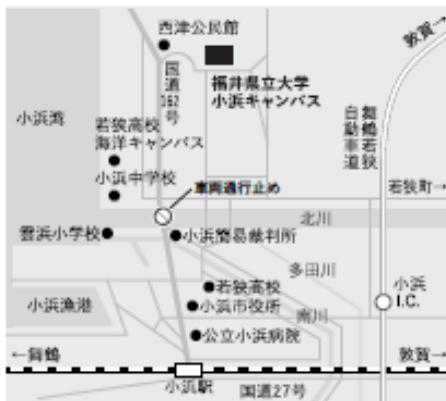 西津公民館
敦賀→
国道162号
福井県立大学
小浜キャンパス
小浜湾
若狭高校
海洋キャンパス
舞鶴若狭
自動車道
小浜中学校
車両通行止め
若狭町→
北川
雲浜小学校
小浜簡易裁判所
多田川
若狭高校
小浜
I.C.
小浜漁港
小浜市役所
南川
公立小浜病院
←舞鶴
敦賀→
小浜駅
国道27号